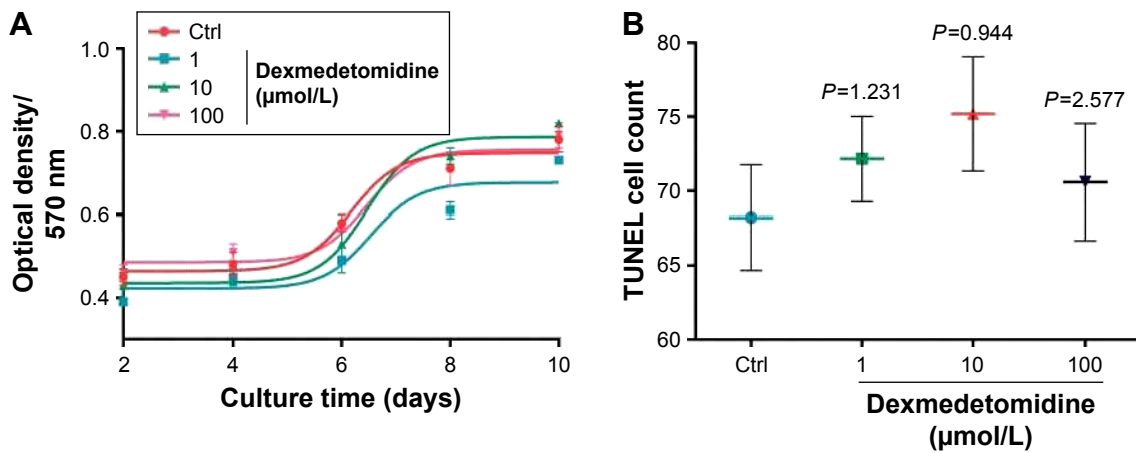 A
Ctrl
1
10
100
Dexmedetomidine
(µmol/L)
1.0
0.8
0.6
0.4
Optical density/
570 nm
2 4 6 8 10
Culture time (days)
B
80
75
70
65
60
TUNEL cell count
P=1.231
P=0.944
P=2.577
Ctrl 1 10 100
Dexmedetomidine
(µmol/L)